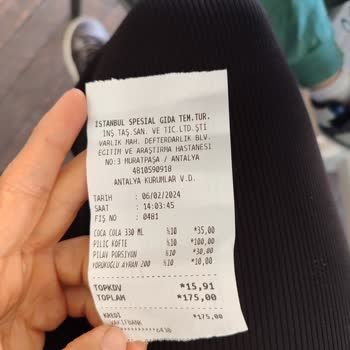 ISTANBUL SPESIAL GIDA TEM.TUR.
INŞ.TAŞ.SAN. VE TIC.LTD.ŞTI
VARLIK MAH. DEFTERDARLIK BLV.
EGITIM VE ARAŞTIRMA HASTANESI
NO:3 MURATPAŞA / ANTALYA
4810590918
ANTALYA KURUMLAR V.D.
TARIH : 06/02/2024
SAAT : 14:03:45
FIŞ NO : 0481
COCA COLA 330 ML %10 *35,00
PILIC KOFTE %10 *100,00
PILAV PORSIYON %10 *30,00
YORUKOGLU AYRAN 200 %10 *10,00
TOPKDV *15,91
TOPLAM *175,00
KREDI *175,00
VAKIFBANK